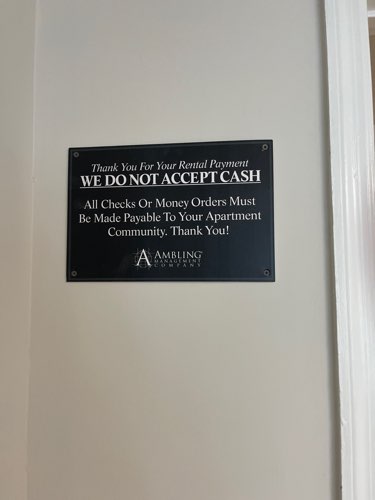 Thank You For Your Rental Payment
WE DO NOT ACCEPT CASH
All Checks Or Money Orders Must
Be Made Payable To Your Apartment
Community. Thank You!
A AMBLING
MANAGEMENT
COMPANY